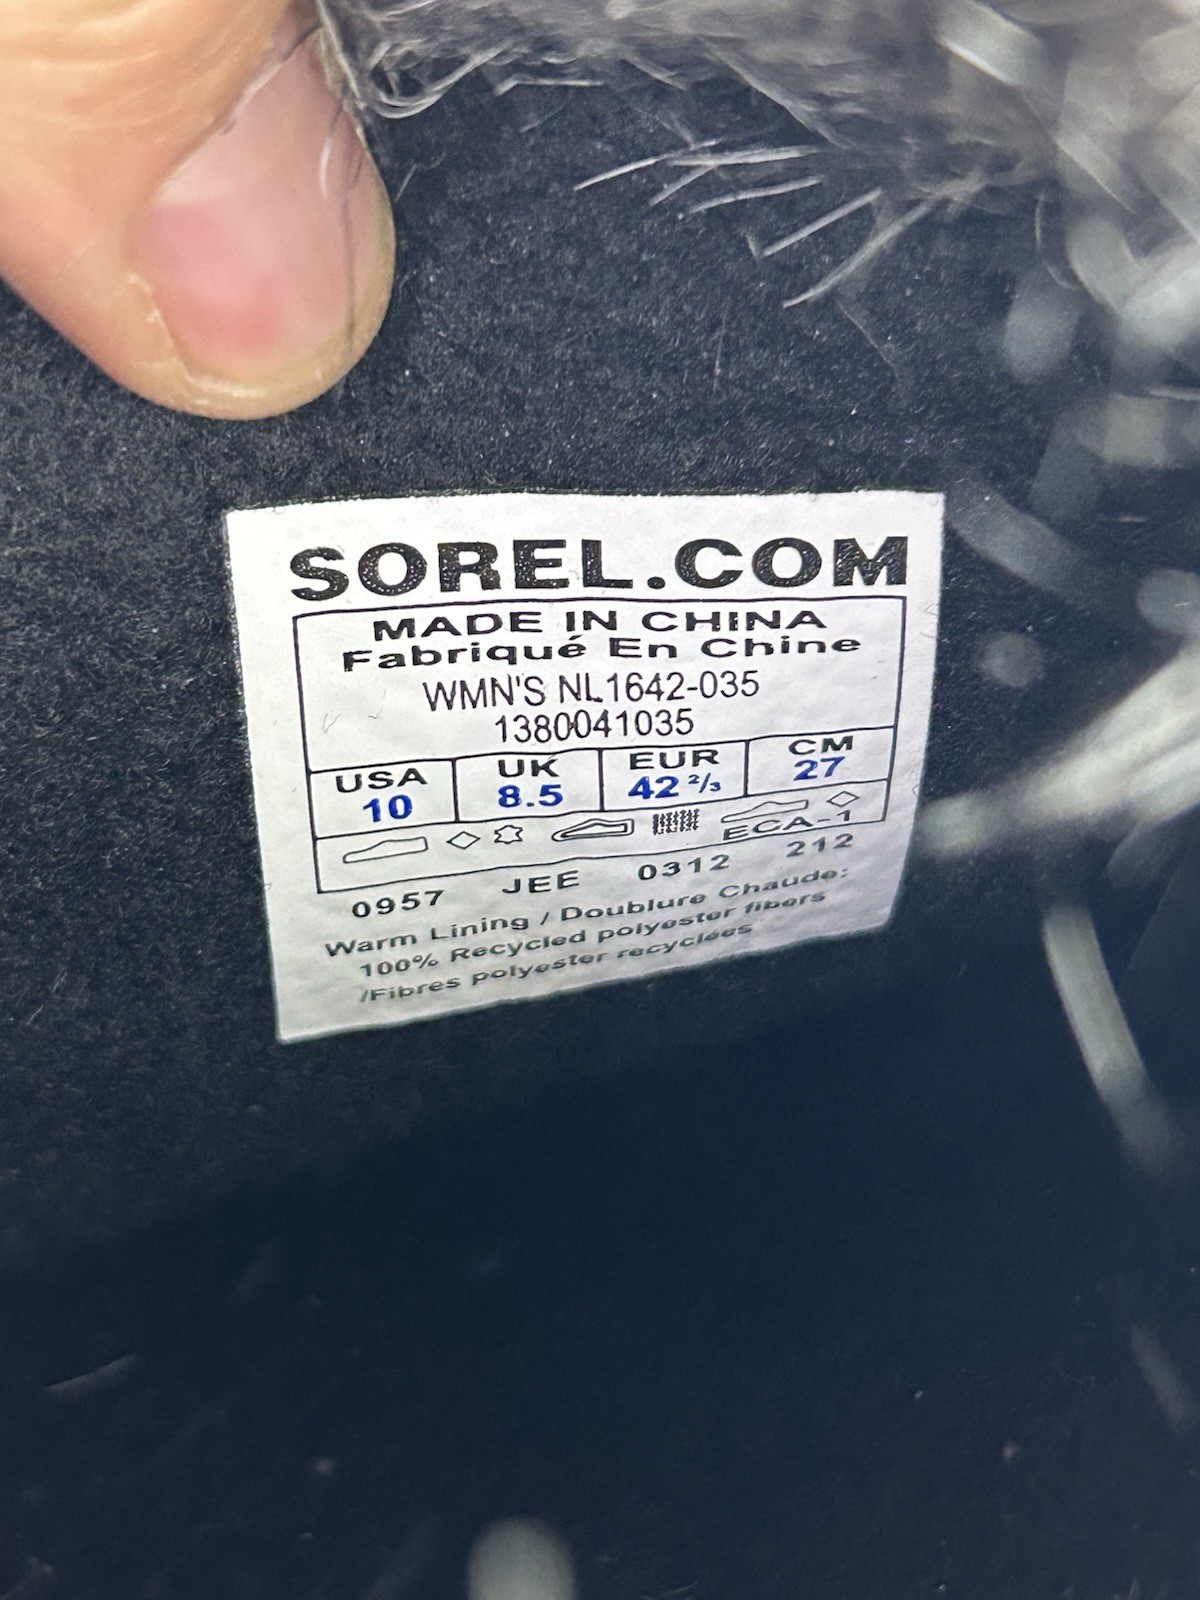 SOREL.COM
MADE IN CHINA
Fabriqué En Chine
WMN'S NL1642-035
1380041035
USA UK EUR CM
10 8.5 42 2/3 27
ECA-1
0957 JEE 0312 212
Warm Lining / Doublure Chaude:
100% Recycled polyester fibers
/Fibres polyester recyclées